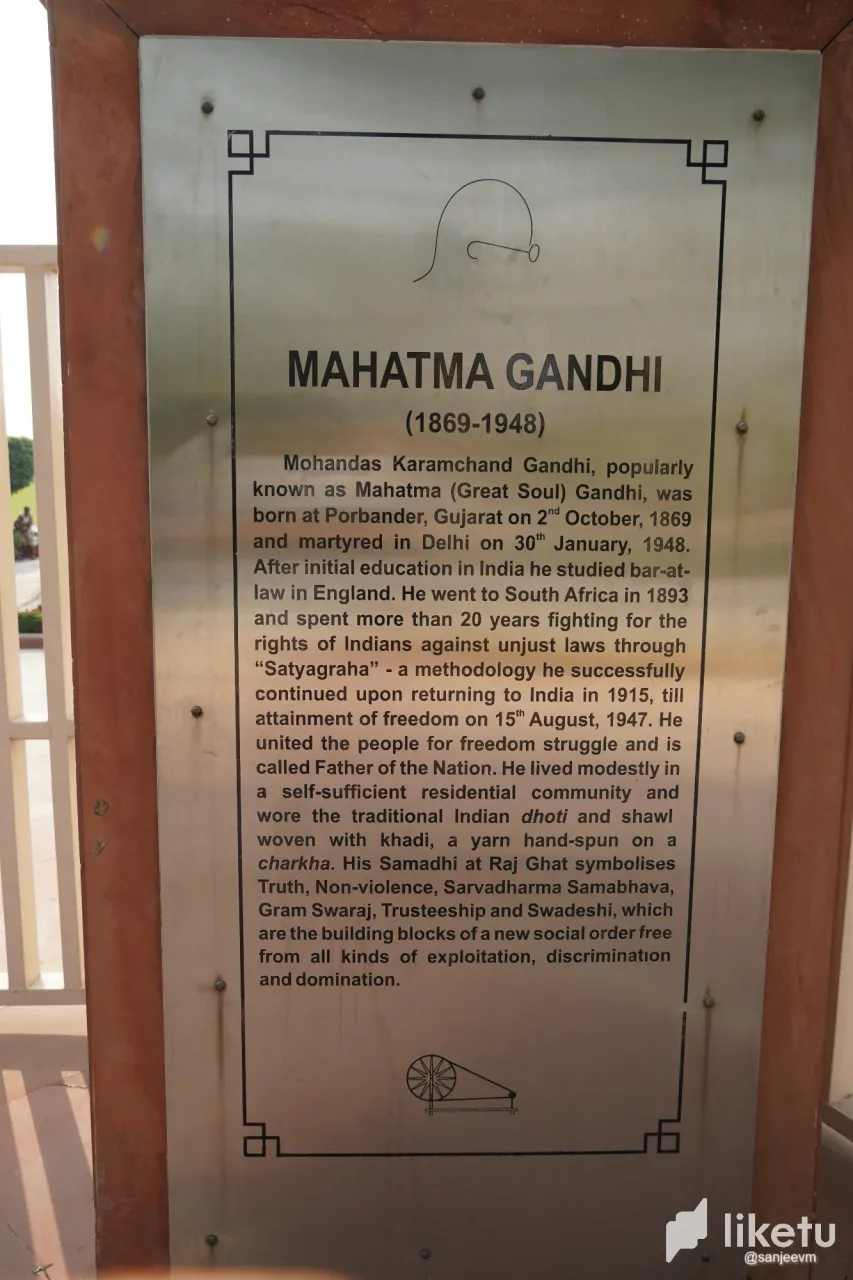 MAHATMA GANDHI
(1869-1948)
Mohandas Karamchand Gandhi, popularly
known as Mahatma (Great Soul) Gandhi, was
born at Porbander, Gujarat on 2nd October, 1869
and martyred in Delhi on 30th January, 1948.
After initial education in India he studied bar-at-
law in England. He went to South Africa in 1893
and spent more than 20 years fighting for the
rights of Indians against unjust laws through
“Satyagraha” - a methodology he successfully
continued upon returning to India in 1915, till
attainment of freedom on 15th August, 1947. He
united the people for freedom struggle and is
called Father of the Nation. He lived modestly in
a self-sufficient residential community and
wore the traditional Indian dhoti and shawl
woven with khadi, a yarn hand-spun on a
charkha. His Samadhi at Raj Ghat symbolises
Truth, Non-violence, Sarvadharma Samabhava,
Gram Swaraj, Trusteeship and Swadeshi, which
are the building blocks of a new social order free
from all kinds of exploitation, discrimination
and domination.
liketu
@sanjeevm